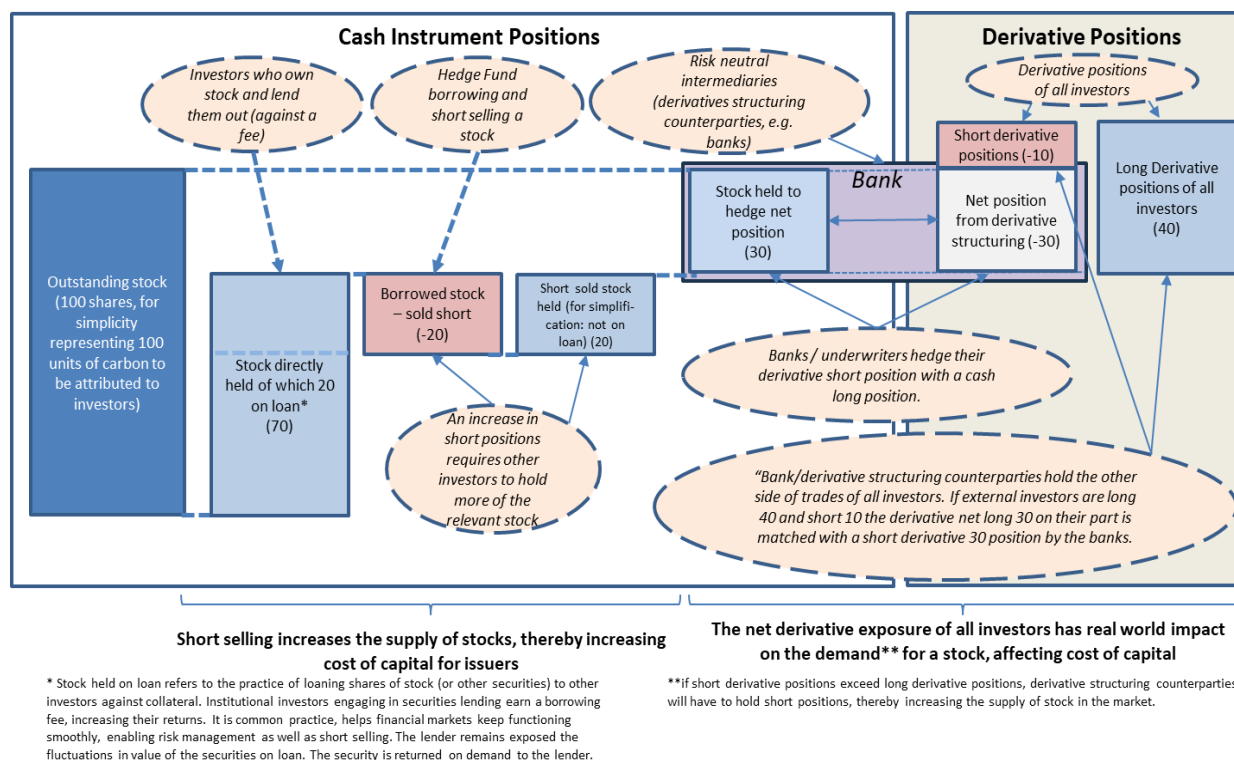 Cash Instrument Positions
Derivative Positions
Investors who own
stock and lend
them out (against a
fee)
Hedge Fund
borrowing and
short selling a
stock
Risk neutral
intermediaries
(derivatives structuring
counterparties, e.g.
banks)
Derivative positions
of all investors
Short derivative
positions (-10)
Long Derivative
positions of all
investors
(40)
Bank
Stock held to
hedge net
position
(30)
Net position
from derivative
structuring (-30)
Outstanding stock
(100 shares, for
simplicity
representing 100
units of carbon to
be attributed to
investors)
Stock directly
held of which 20
on loan*
(70)
Borrowed stock
– sold short
(-20)
Short sold stock
held (for simplifi-
cation: not on
loan) (20)
Banks / underwriters hedge their
derivative short position with a cash
long position.
An increase in
short positions
requires other
investors to hold
more of the
relevant stock
“Bank/derivative structuring counterparties hold the other
side of trades of all investors. If external investors are long
40 and short 10 the derivative net long 30 on their part is
matched with a short derivative 30 position by the banks.
Short selling increases the supply of stocks, thereby increasing
cost of capital for issuers
* Stock held on loan refers to the practice of loaning shares of stock (or other securities) to other
investors against collateral. Institutional investors engaging in securities lending earn a borrowing
fee, increasing their returns. It is common practice, helps financial markets keep functioning
smoothly, enabling risk management as well as short selling. The lender remains exposed the
fluctuations in value of the securities on loan. The security is returned on demand to the lender.
The net derivative exposure of all investors has real world impact
on the demand** for a stock, affecting cost of capital
**if short derivative positions exceed long derivative positions, derivative structuring counterparties
will have to hold short positions, thereby increasing the supply of stock in the market.